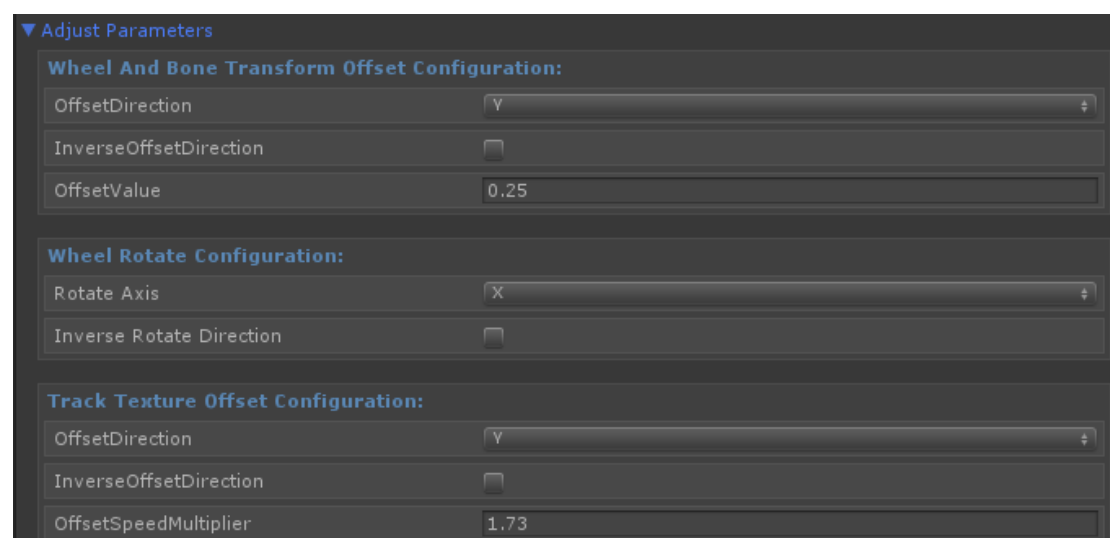 Adjust Parameters
Wheel And Bone Transform Offset Configuration:
OffsetDirection Y
InverseOffsetDirection
OffsetValue 0.25
Wheel Rotate Configuration:
Rotate Axis X
Inverse Rotate Direction
Track Texture Offset Configuration:
OffsetDirection Y
InverseOffsetDirection
OffsetSpeedMultiplier 1.73